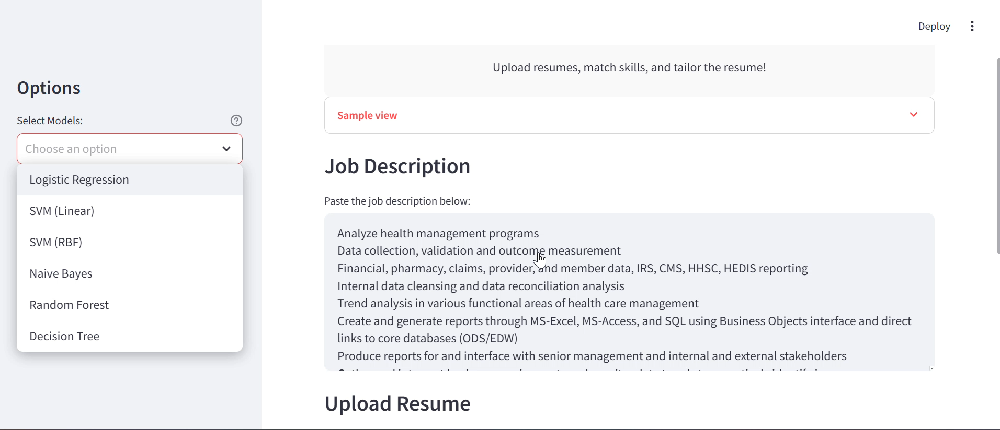 Deploy
Options
Select Models:
Choose an option
Logistic Regression
SVM (Linear)
SVM (RBF)
Naive Bayes
Random Forest
Decision Tree
Upload resumes, match skills, and tailor the resume!
Sample view
Job Description
Paste the job description below:
Analyze health management programs
Data collection, validation and outcome measurement
Financial, pharmacy, claims, provider, and member data, IRS, CMS, HHSC, HEDIS reporting
Internal data cleansing and data reconciliation analysis
Trend analysis in various functional areas of health care management
Create and generate reports through MS-Excel, MS-Access, and SQL using Business Objects interface and direct
links to core databases (ODS/EDW)
Produce reports for and interface with senior management and internal and external stakeholders
Upload Resume